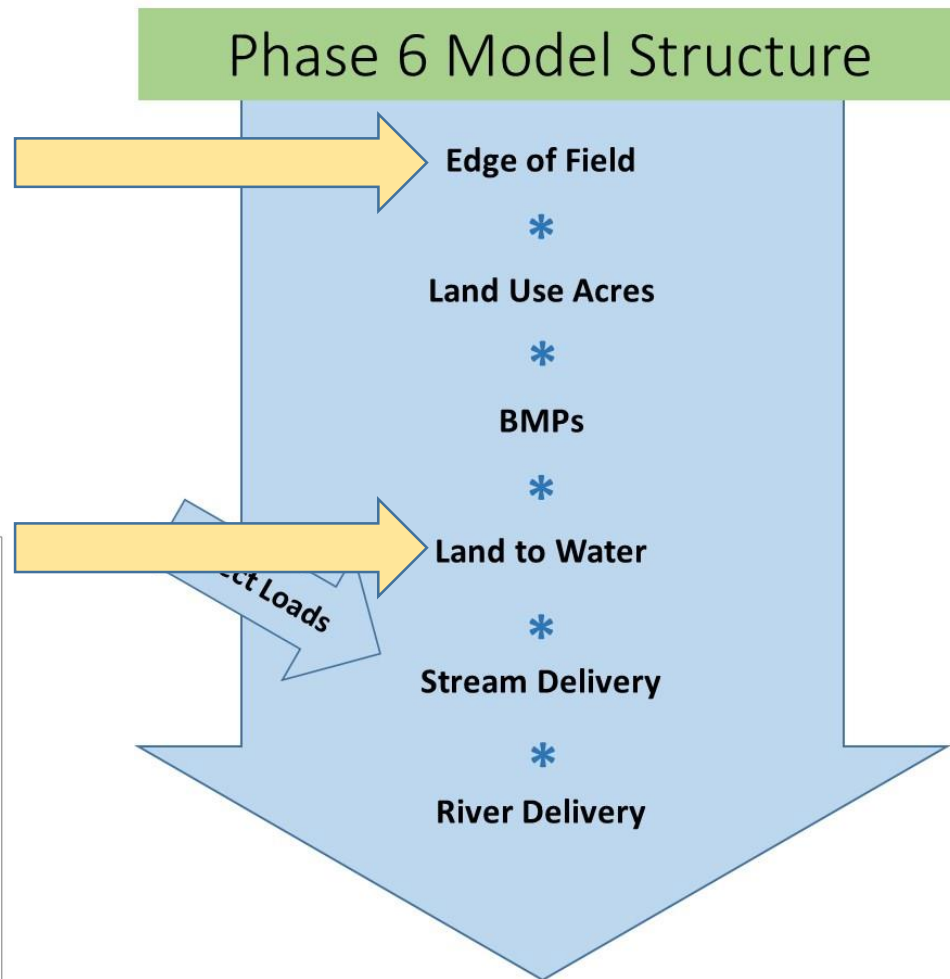 Phase 6 Model Structure
Edge of Field
*
Land Use Acres
*
BMPs
*
Land to Water
*
Loads
Stream Delivery
*
River Delivery